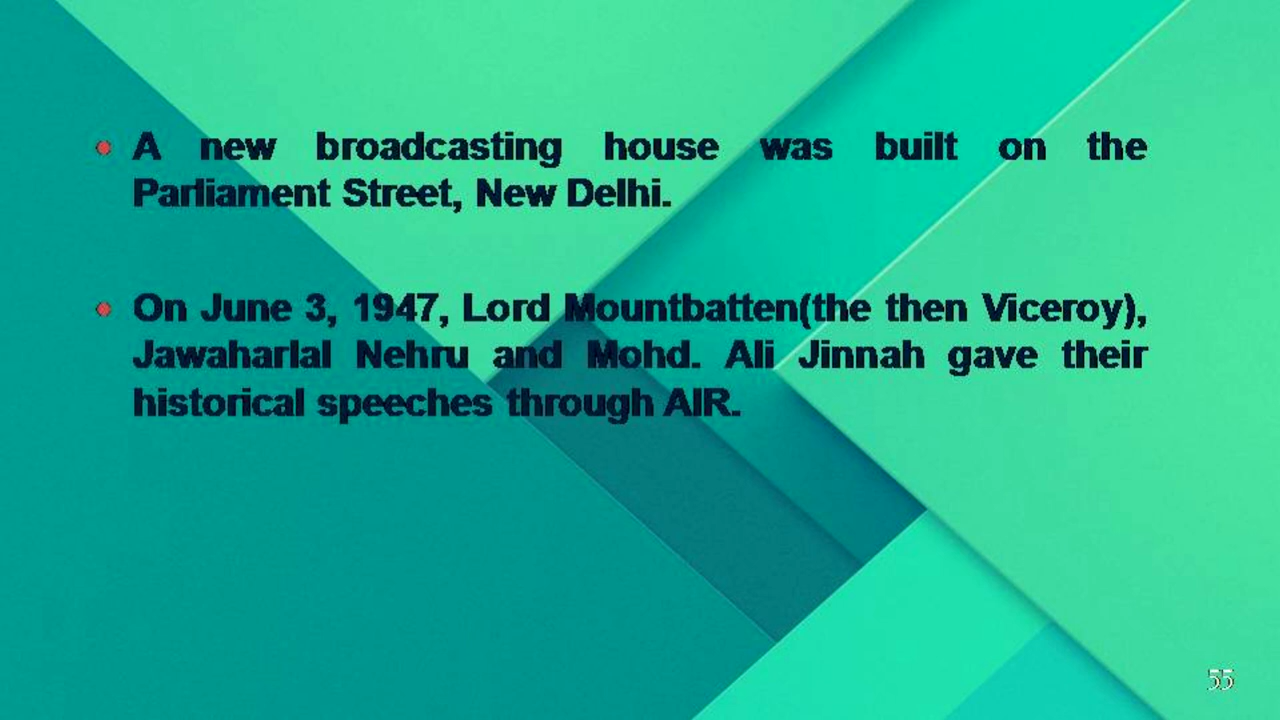 • A new broadcasting house was built on the
Parliament Street, New Delhi.
• On June 3, 1947, Lord Mountbatten(the then Viceroy),
Jawaharlal Nehru and Mohd. Ali Jinnah gave their
historical speeches through AIR.
55